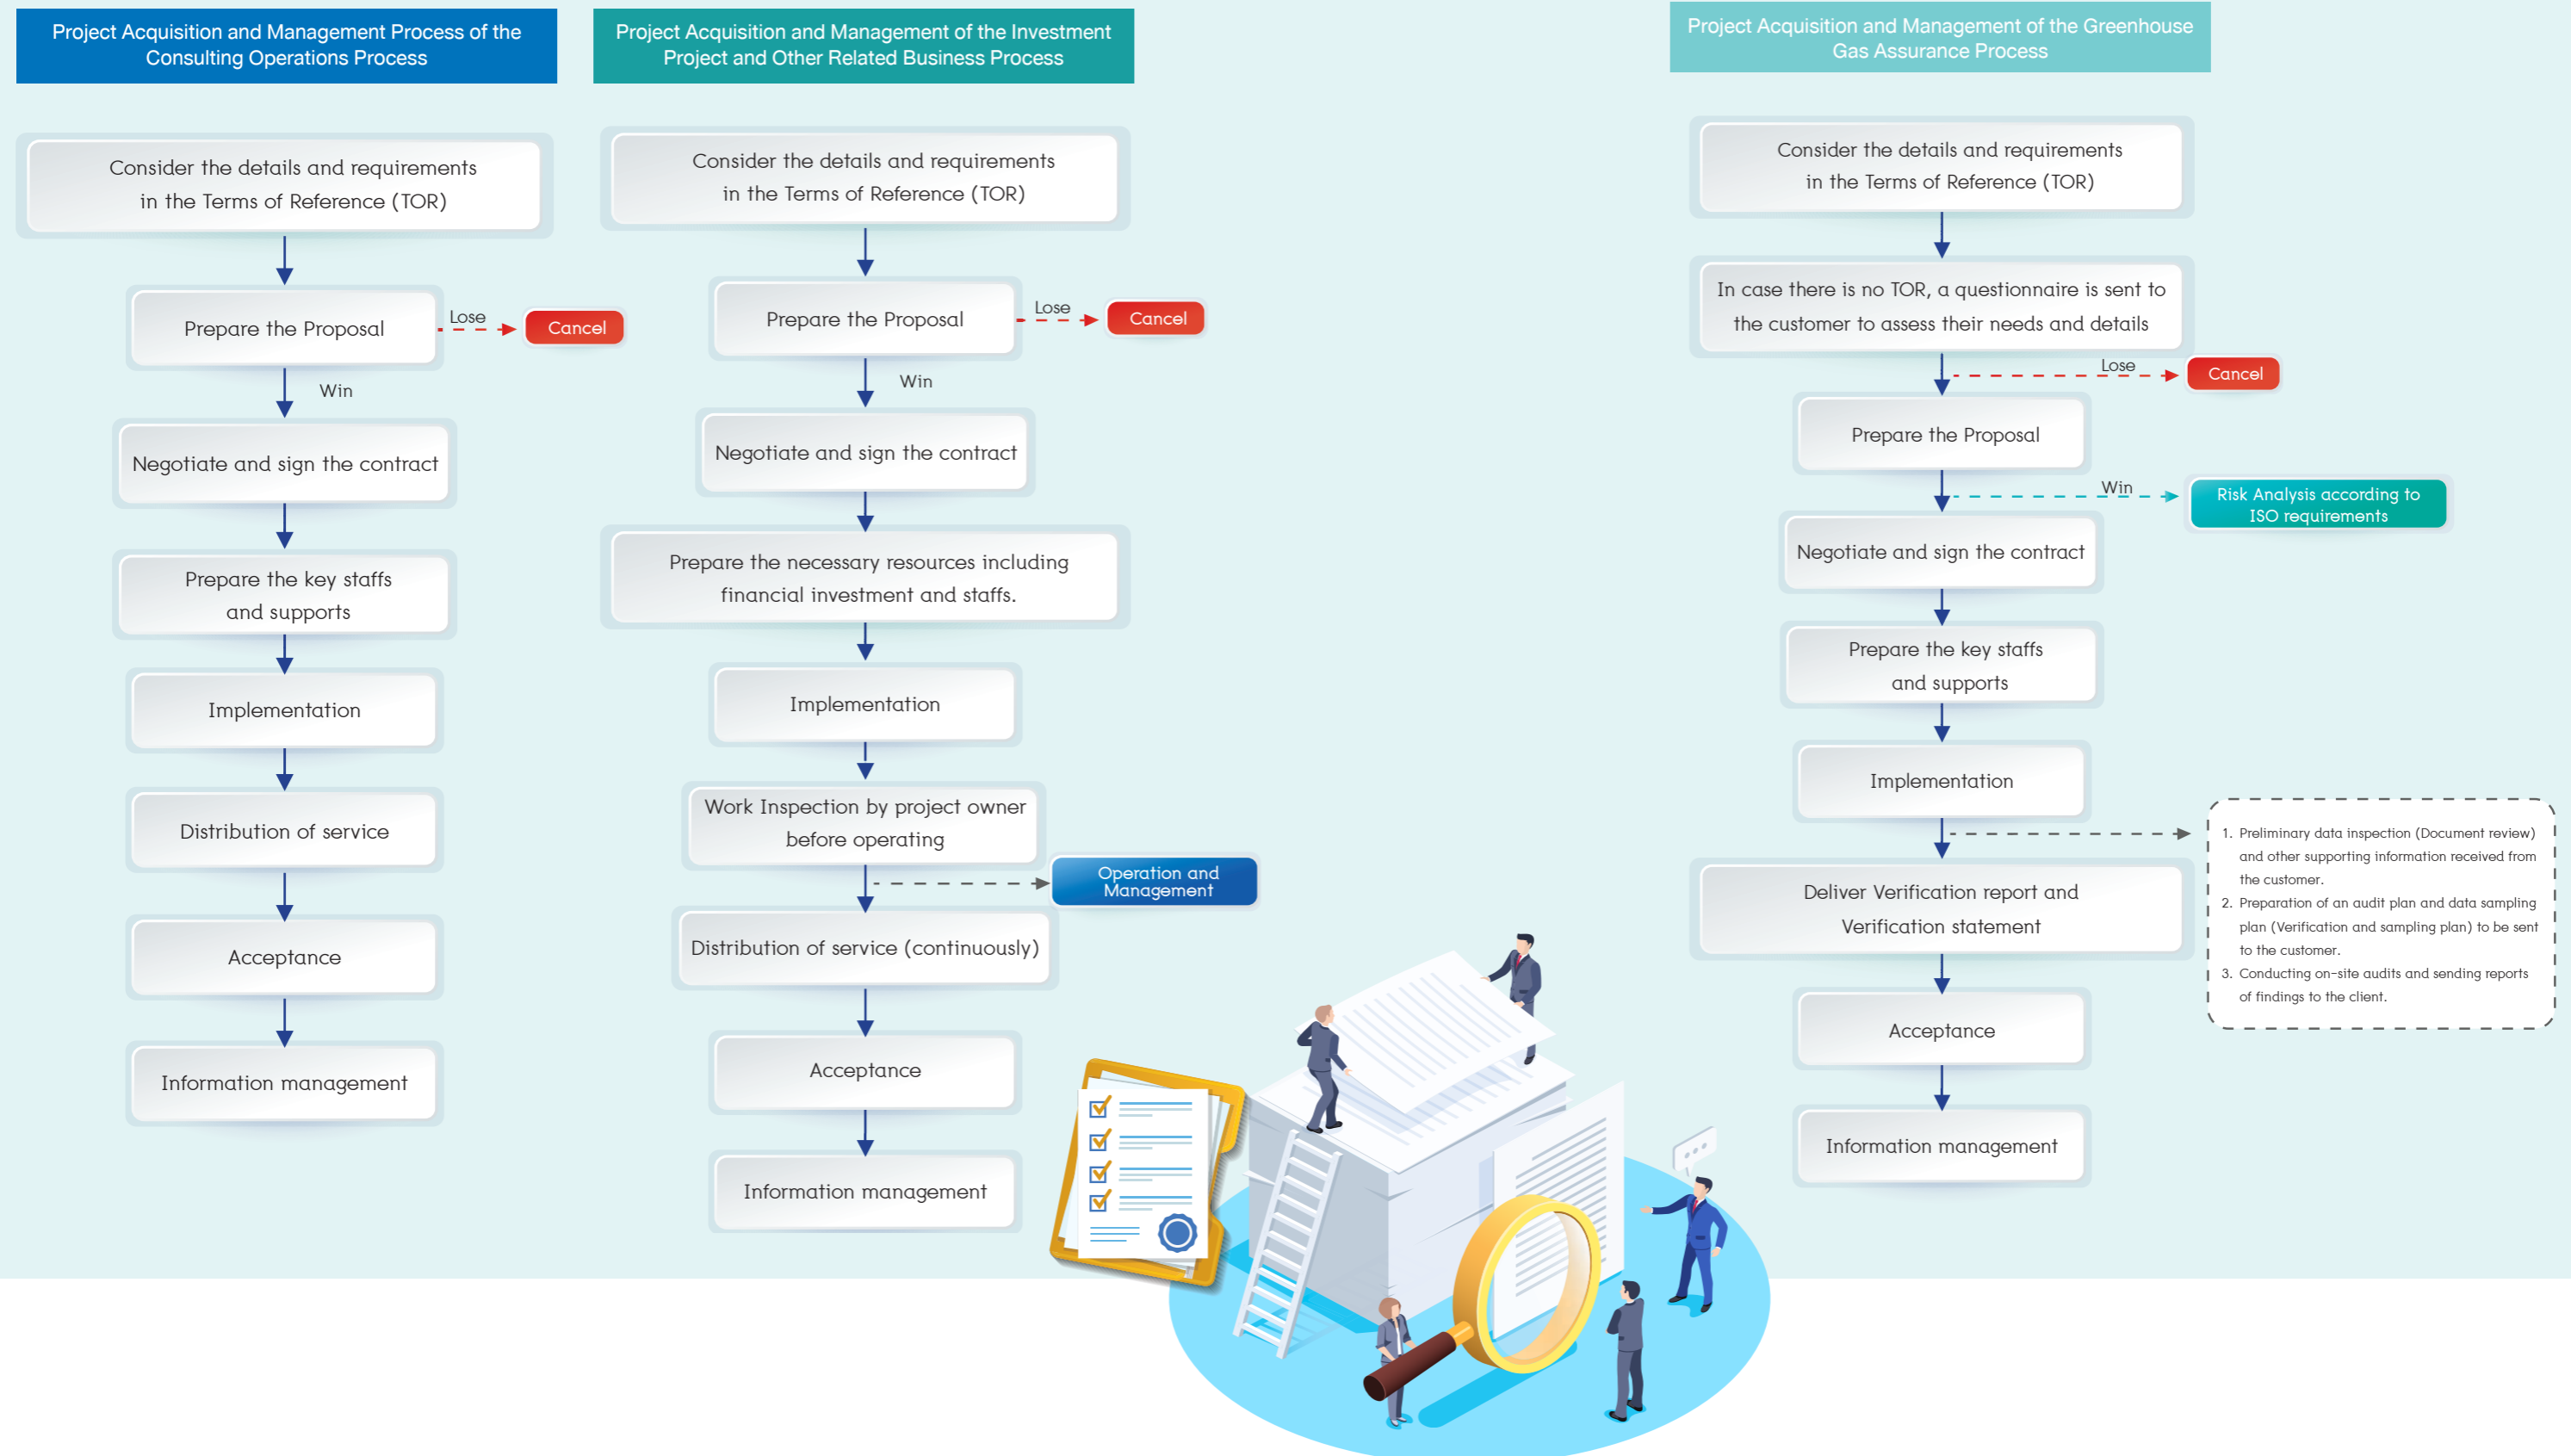 Project Acquisition and Management Process of the
Consulting Operations Process
Consider the details and requirements
in the Terms of Reference (TOR)
Prepare the Proposal
Lose
Cancel
Win
Negotiate and sign the contract
Prepare the key staffs
and supports
Implementation
Distribution of service
Acceptance
Information management
Project Acquisition and Management of the Investment
Project and Other Related Business Process
Consider the details and requirements
in the Terms of Reference (TOR)
Prepare the Proposal
Lose
Cancel
Win
Negotiate and sign the contract
Prepare the necessary resources including
financial investment and staffs.
Implementation
Work Inspection by project owner
before operating
Operation and
Management
Distribution of service (continuously)
Acceptance
Information management
Project Acquisition and Management of the Greenhouse
Gas Assurance Process
Consider the details and requirements
in the Terms of Reference (TOR)
In case there is no TOR, a questionnaire is sent to
the customer to assess their needs and details
Lose
Cancel
Prepare the Proposal
Win
Risk Analysis according to
ISO requirements
Negotiate and sign the contract
Prepare the key staffs
and supports
Implementation
1. Preliminary data inspection (Document review)
and other supporting information received from
the customer.
2. Preparation of an audit plan and data sampling
plan (Verification and sampling plan) to be sent
to the customer.
3. Conducting on-site audits and sending reports
of findings to the client.
Deliver Verification report and
Verification statement
Acceptance
Information management